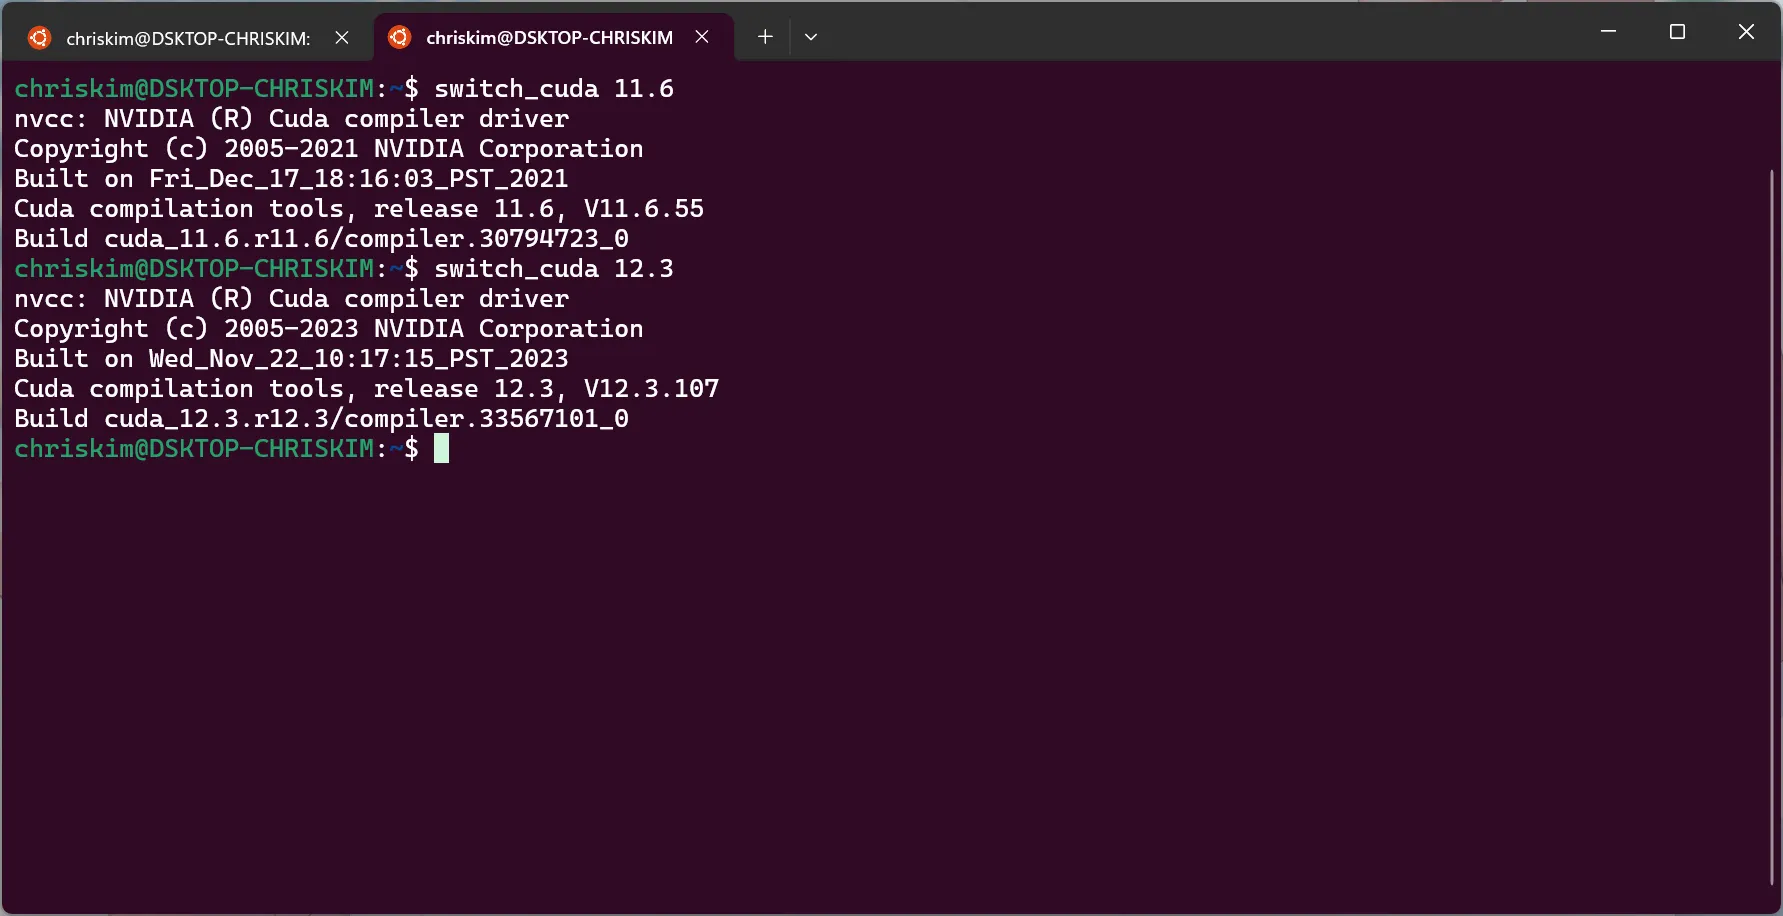 chriskim@DSKTOP-CHRISKIM:
chriskim@DSKTOP-CHRISKIM
chriskim@DSKTOP-CHRISKIM:~$ switch_cuda 11.6
nvcc: NVIDIA (R) Cuda compiler driver
Copyright (c) 2005-2021 NVIDIA Corporation
Built on Fri_Dec_17_18:16:03_PST_2021
Cuda compilation tools, release 11.6, V11.6.55
Build cuda_11.6.r11.6/compiler.30794723_0
chriskim@DSKTOP-CHRISKIM:~$ switch_cuda 12.3
nvcc: NVIDIA (R) Cuda compiler driver
Copyright (c) 2005-2023 NVIDIA Corporation
Built on Wed_Nov_22_10:17:15_PST_2023
Cuda compilation tools, release 12.3, V12.3.107
Build cuda_12.3.r12.3/compiler.33567101_0
chriskim@DSKTOP-CHRISKIM:~$